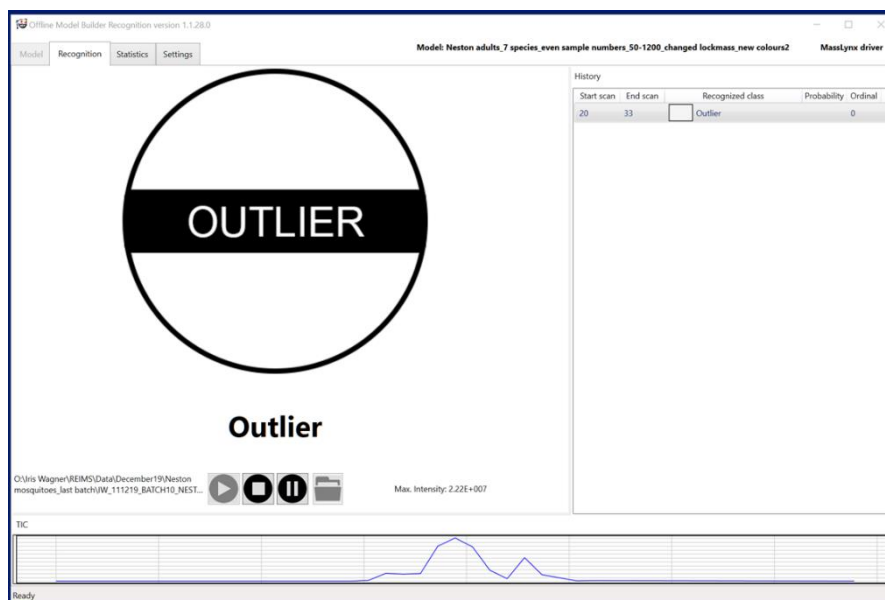 Offline Model Builder Recognition version 1.1.28.0
Model Recognition Statistics Settings
Model: Neston adults_7 species_even sample numbers_50-1200_changed lockmass_new colours2 MassLynx driver
OUTLIER
Outlier
O:\Iris Wagner\REIMS\Data\December19\Neston
mosquitoes_last batch\IW_111219_BATCH10_NEST...
Max. Intensity: 2.22E+007
History
Start scan End scan Recognized class Probability Ordinal
20 33 Outlier 0
TIC
Ready